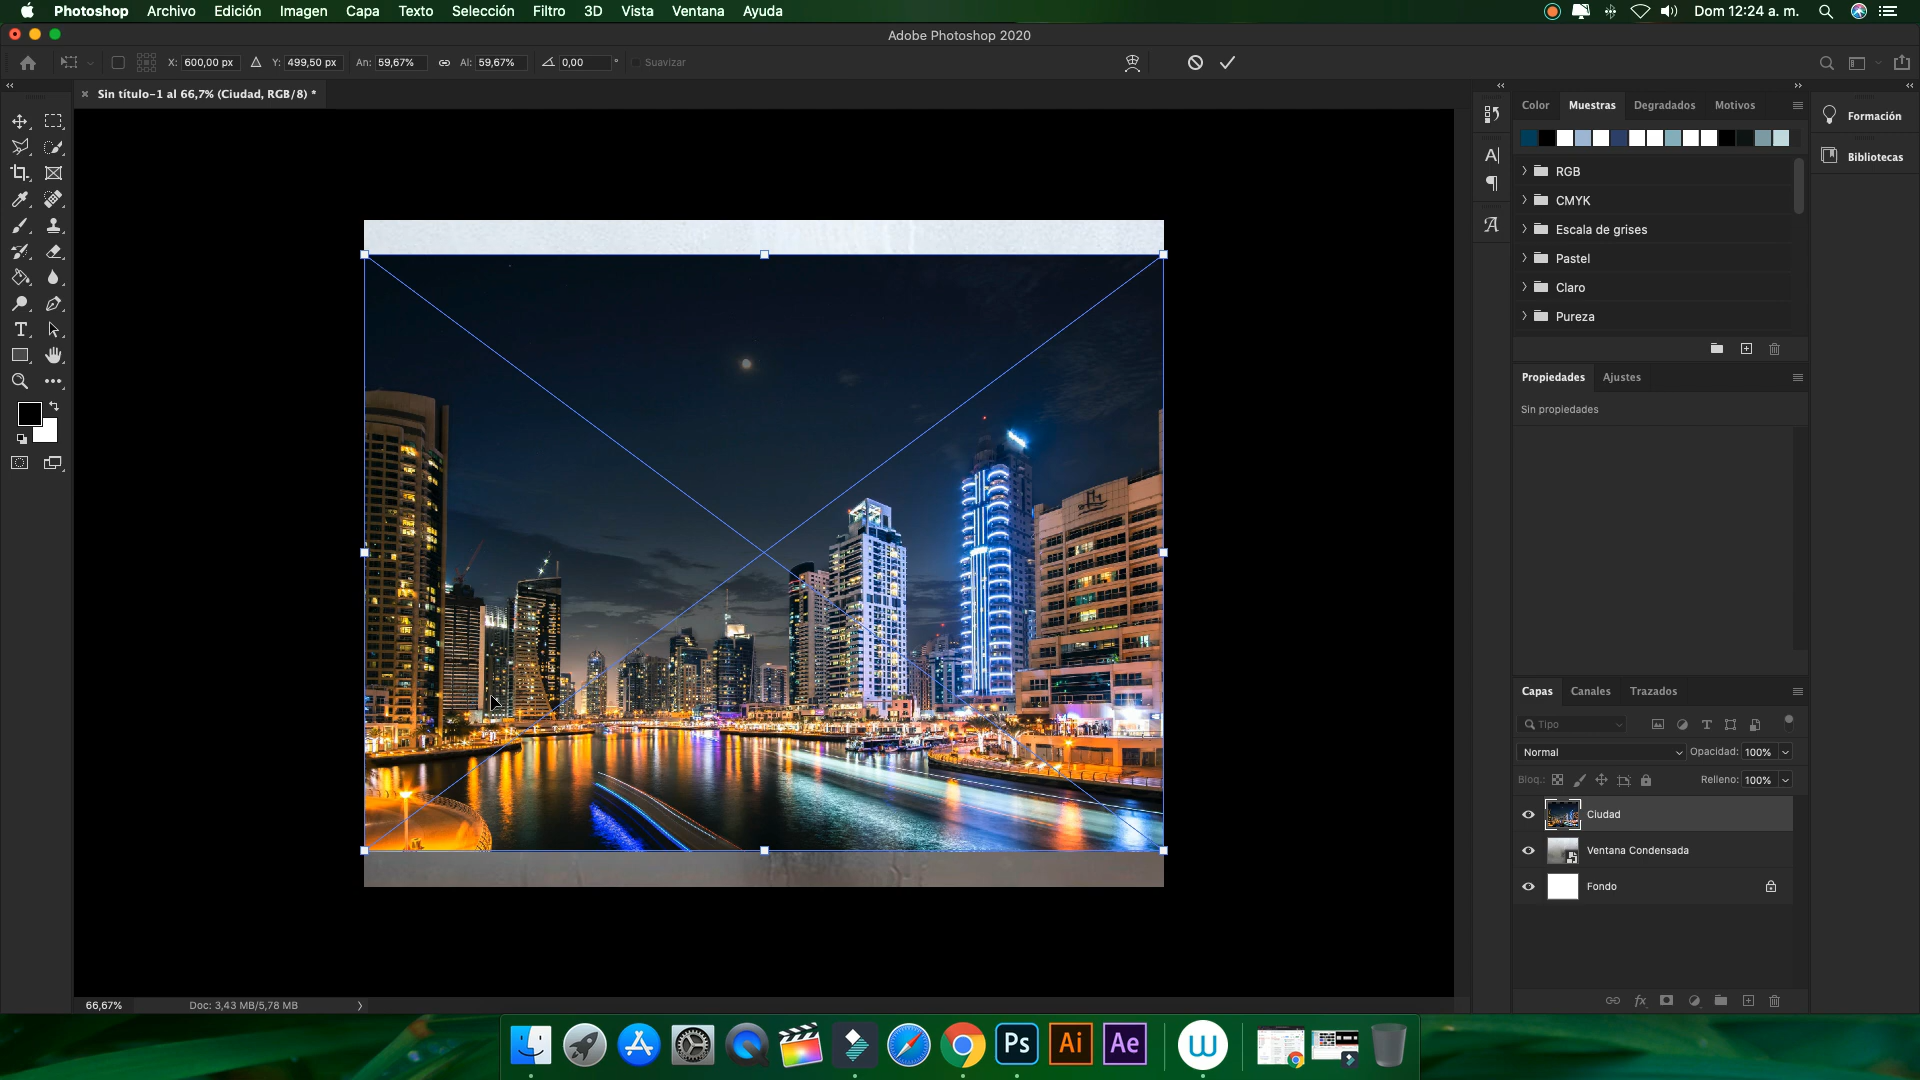 Photoshop Archivo Edición Imagen Capa Texto Selección Filtro 3D Vista Ventana Ayuda Dom 12:24 a. m.
Adobe Photoshop 2020
X: 600,00 px Y: 499,50 px An: 59,67% Al: 59,67% 0,00 ° Suavizar
Sin título-1 al 66,7% (Ciudad, RGB/8) *
Color Muestras Degradados Motivos
Formación
Bibliotecas
RGB
CMYK
Escala de grises
Pastel
Claro
Pureza
Propiedades Ajustes
Sin propiedades
Capas Canales Trazados
Tipo
Normal Opacidad: 100%
Bloq.: Relleno: 100%
Ciudad
Ventana Condensada
Fondo
fx
66,67% Doc: 3,43 MB/5,78 MB
Ps Ai Ae